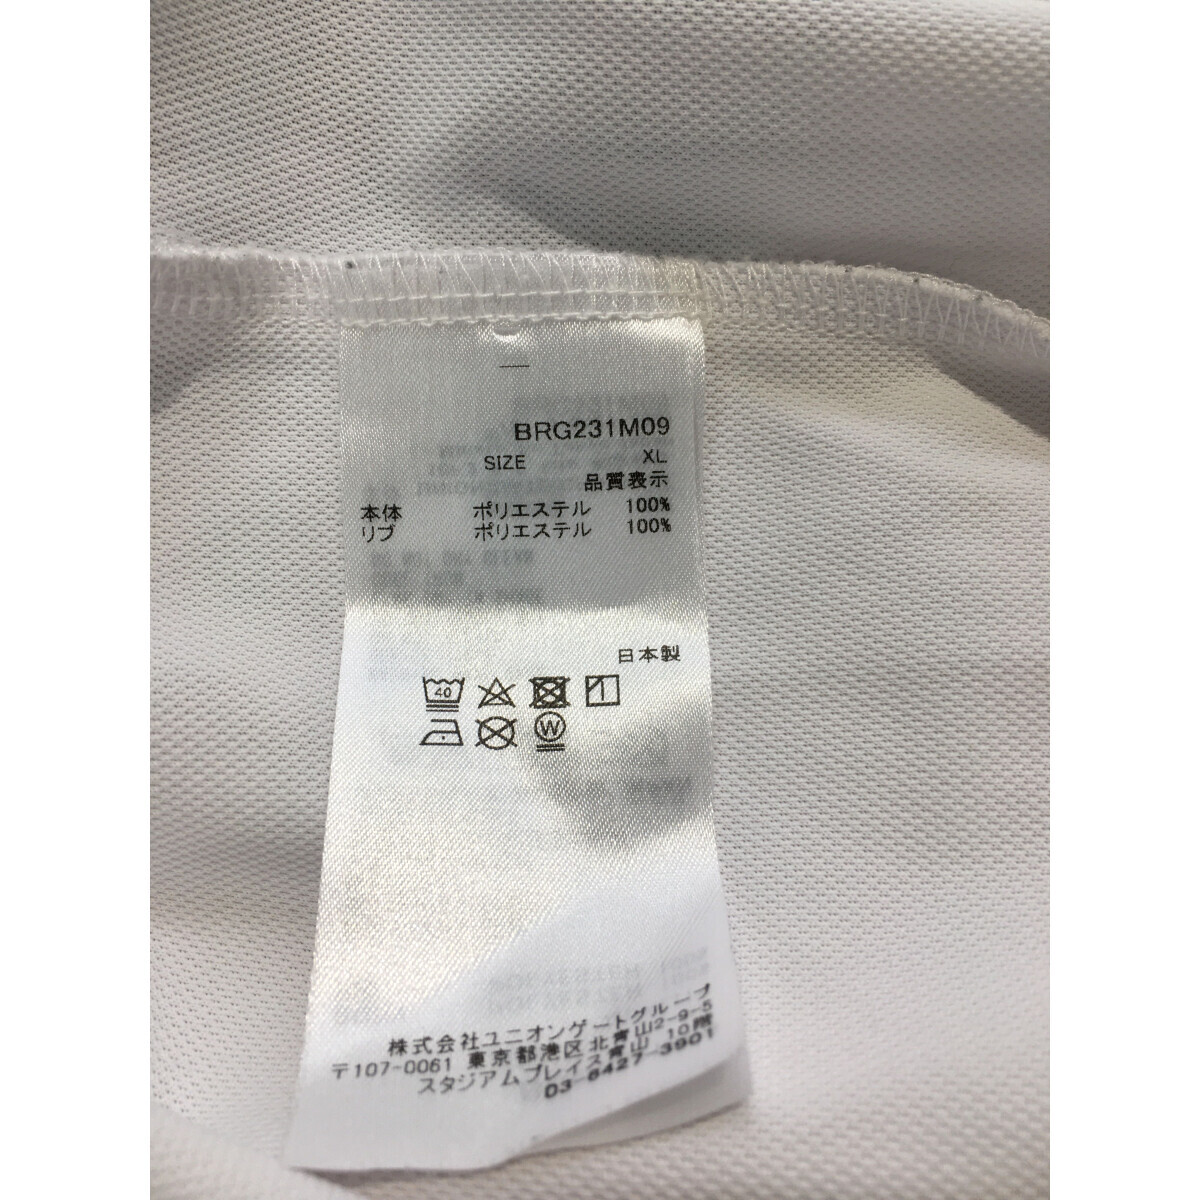 BRG231M09
SIZE XL
品質表示
本体 ポリエステル 100%
リブ ポリエステル 100%
日本製
40
W
株式会社ユニオンゲートグループ
〒107-0061 東京都港区北青山2-9-5
スタジアムプレイス青山 10階
03-6427-3901